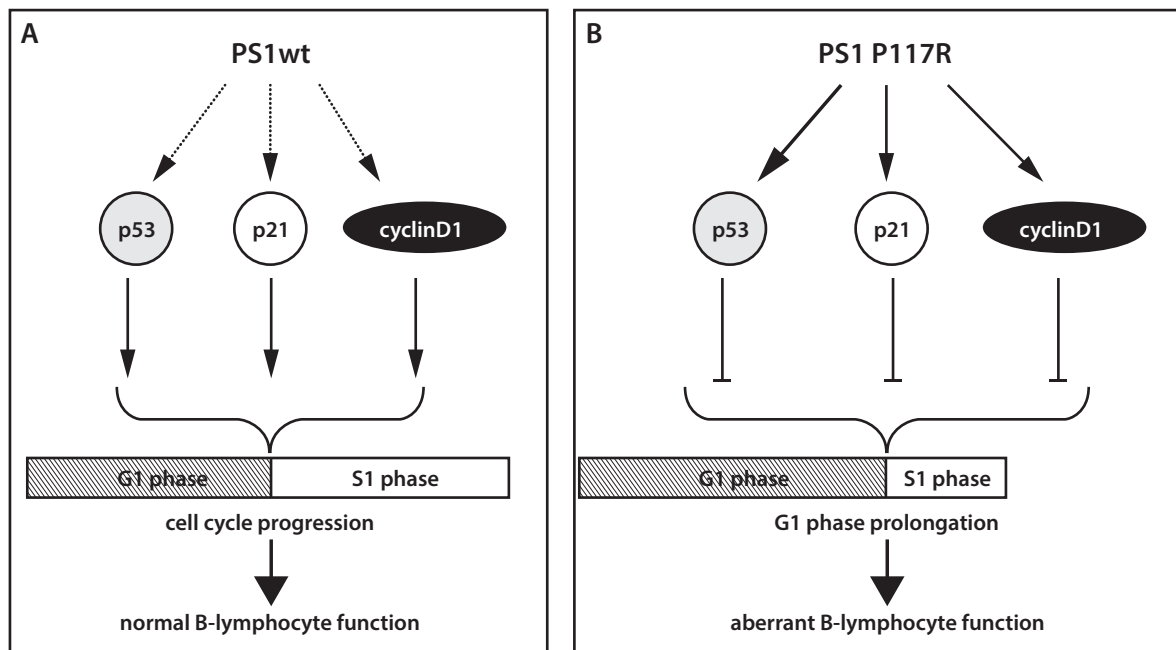 A
PS1wt
p53
p21
cyclinD1
G1 phase
S1 phase
cell cycle progression
normal B-lymphocyte function
B
PS1 P117R
p53
p21
cyclinD1
G1 phase
S1 phase
G1 phase prolongation
aberrant B-lymphocyte function